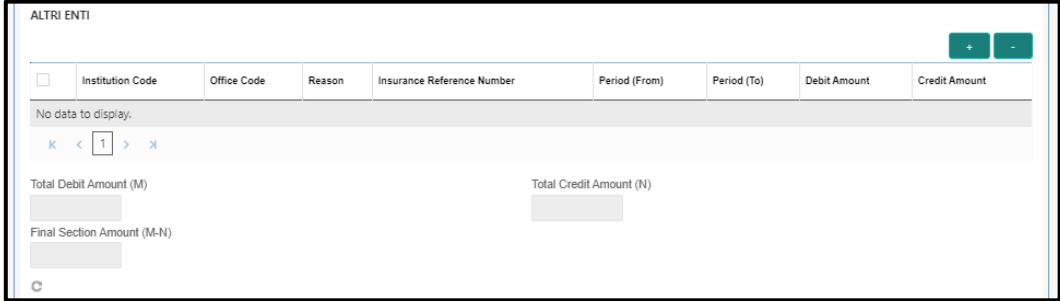 ALTRI ENTI
+ -
Institution Code Office Code Reason Insurance Reference Number Period (From) Period (To) Debit Amount Credit Amount
No data to display.
1
Total Debit Amount (M) Total Credit Amount (N)
Final Section Amount (M-N)